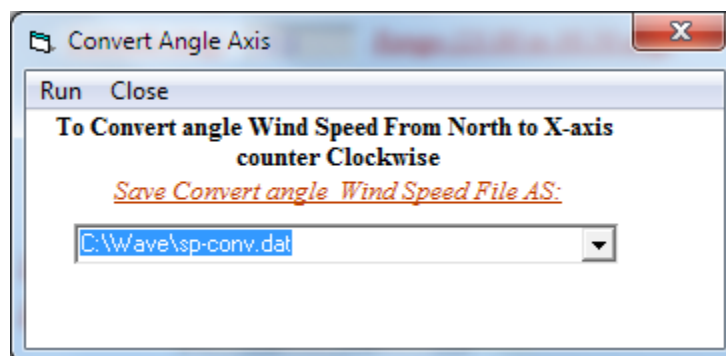 Convert Angle Axis
Run Close
To Convert angle Wind Speed From North to X-axis
counter Clockwise
Save Convert angle Wind Speed File AS:
C:\Wave\sp-conv.dat